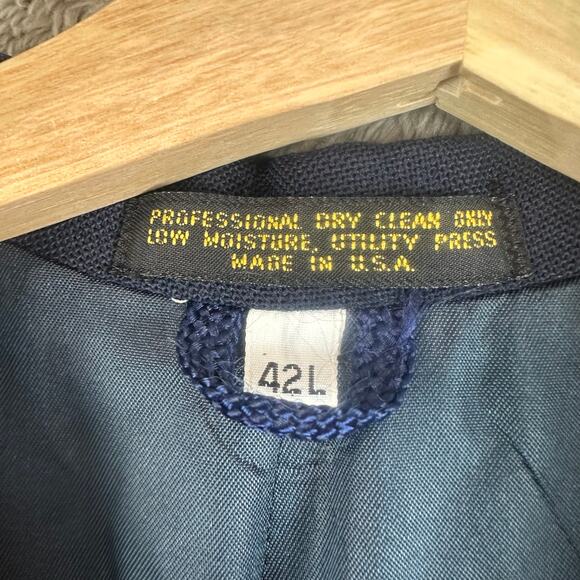 PROFESSIONAL DRY CLEAN ONLY
LOW MOISTURE, UTILITY PRESS
MADE IN U.S.A.
42L